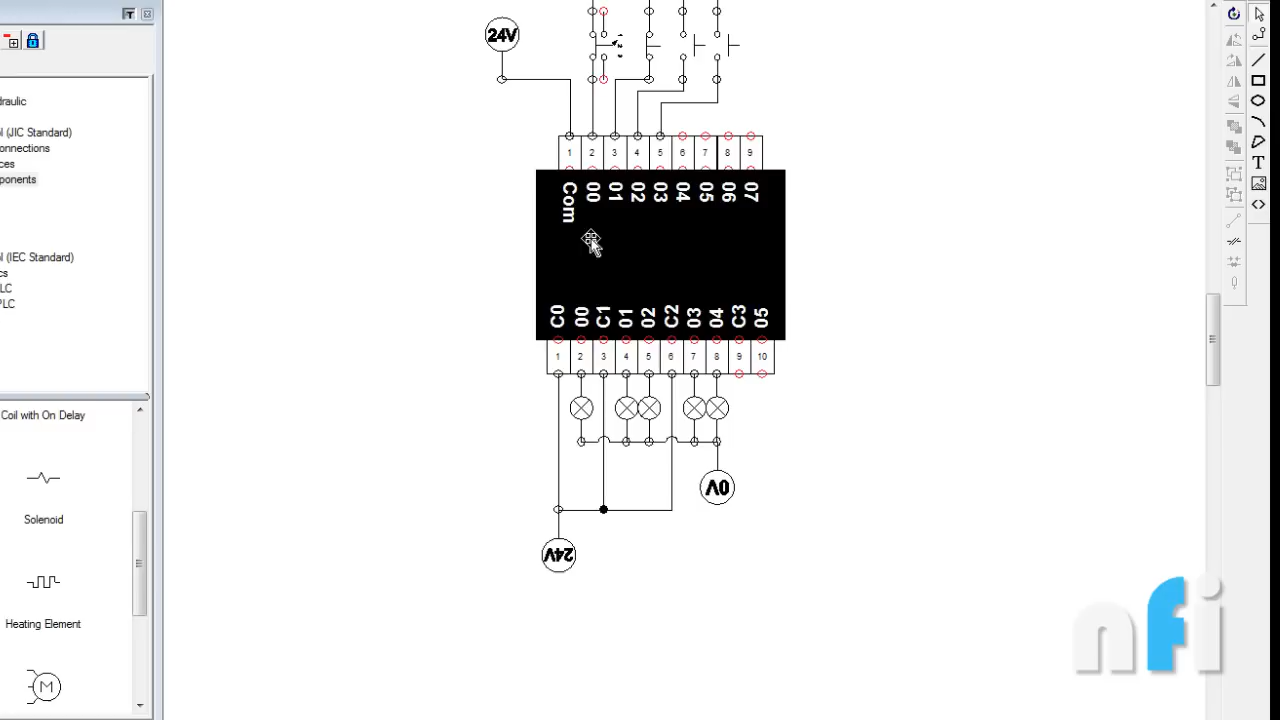 24V
1 2 3 4 5 6 7 8 9
Com 00 01 02 03 04 05 06 07
C0 00 C1 01 02 C2 03 04 C3 05
1 2 3 4 5 6 7 8 9 10
0V
24V
draulic
l (JIC Standard)
onnections
ces
ponents
l (IEC Standard)
cs
LC
PLC
Coil with On Delay
Solenoid
Heating Element
M
T
nfi